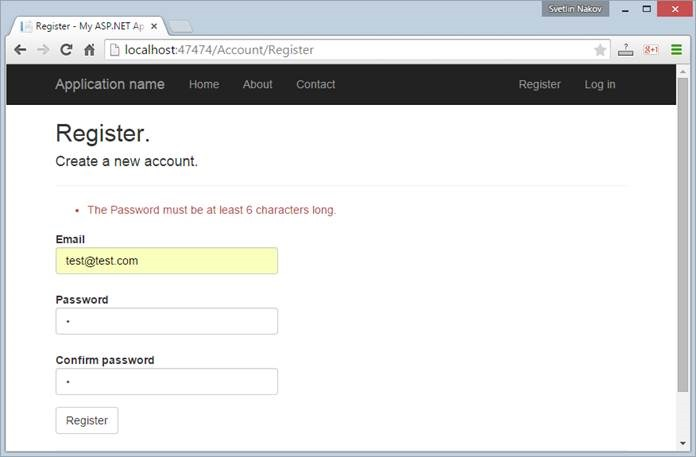 Svetlin Nakov
Register - My ASP.NET Ap
localhost:47474/Account/Register
Application name Home About Contact Register Log in
Register.
Create a new account.
• The Password must be at least 6 characters long.
Email
test@test.com
Password
Confirm password
Register